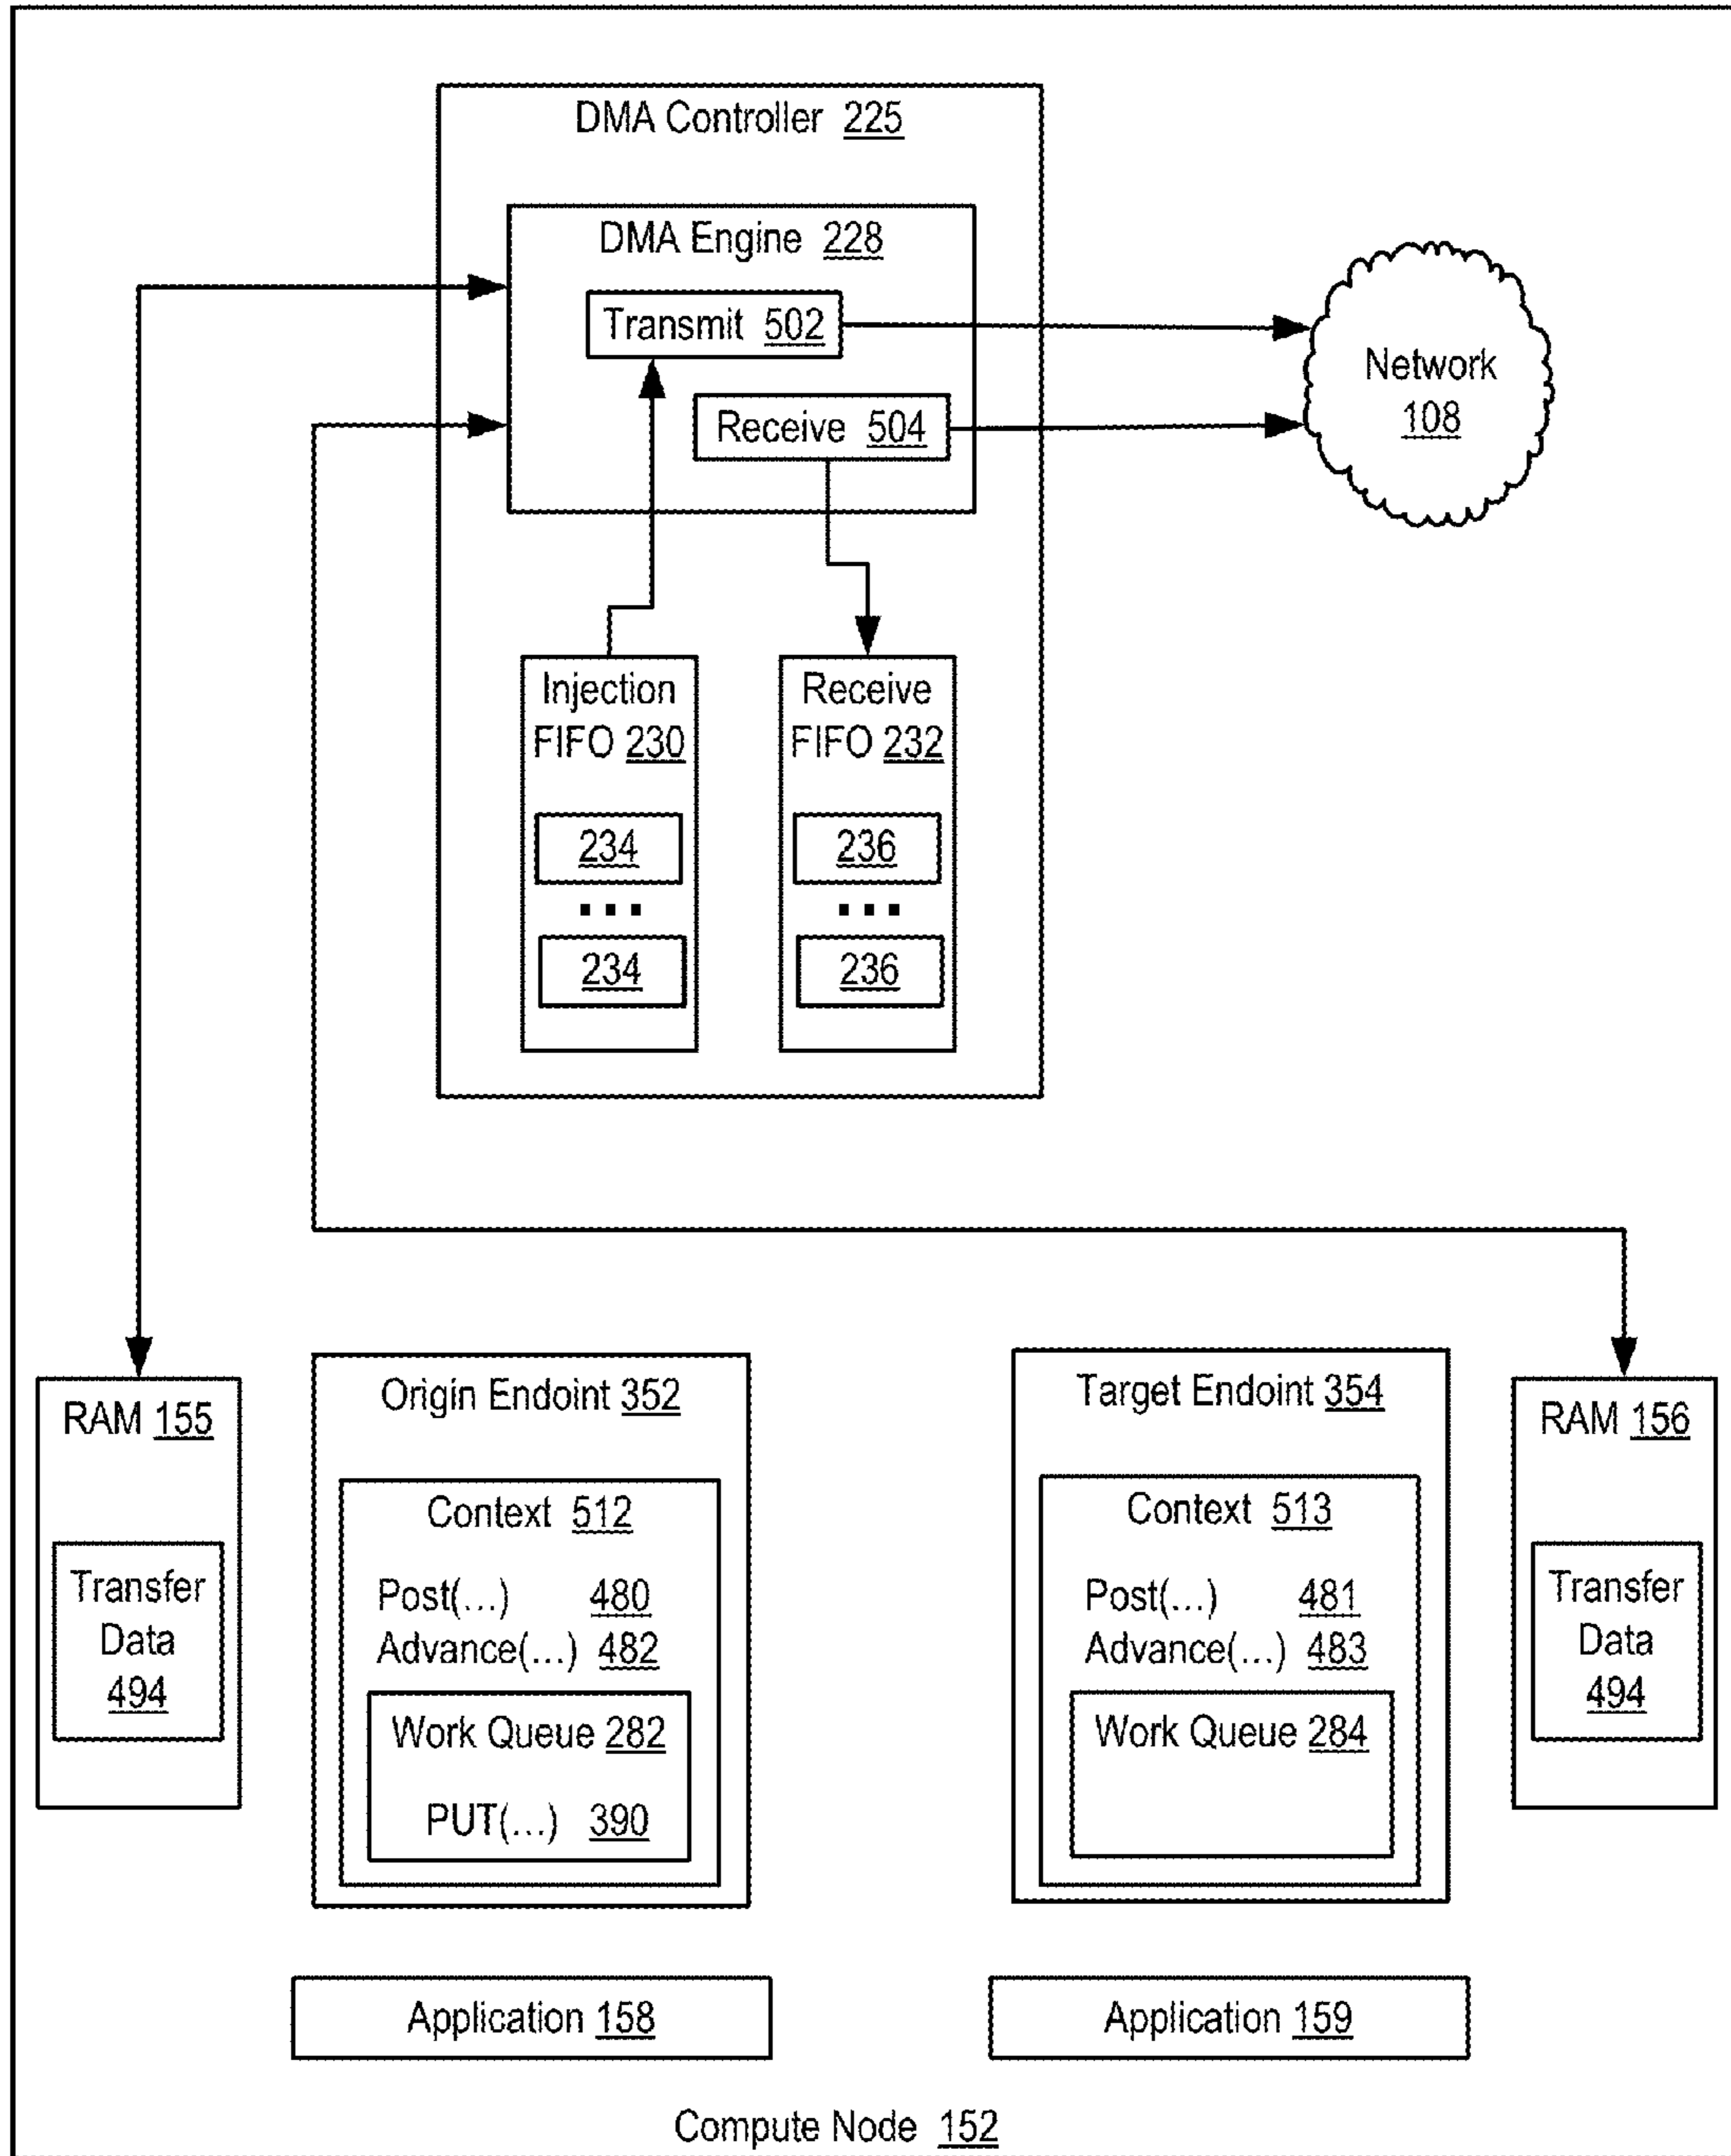 DMA Controller 225
DMA Engine 228
Transmit 502
Receive 504
Network
108
Injection
FIFO 230
234
...
234
Receive
FIFO 232
236
...
236
RAM 155
Transfer
Data
494
Origin Endoint 352
Context 512
Post(...) 480
Advance(...) 482
Work Queue 282
PUT(...) 390
Target Endoint 354
Context 513
Post(...) 481
Advance(...) 483
Work Queue 284
RAM 156
Transfer
Data
494
Application 158
Application 159
Compute Node 152